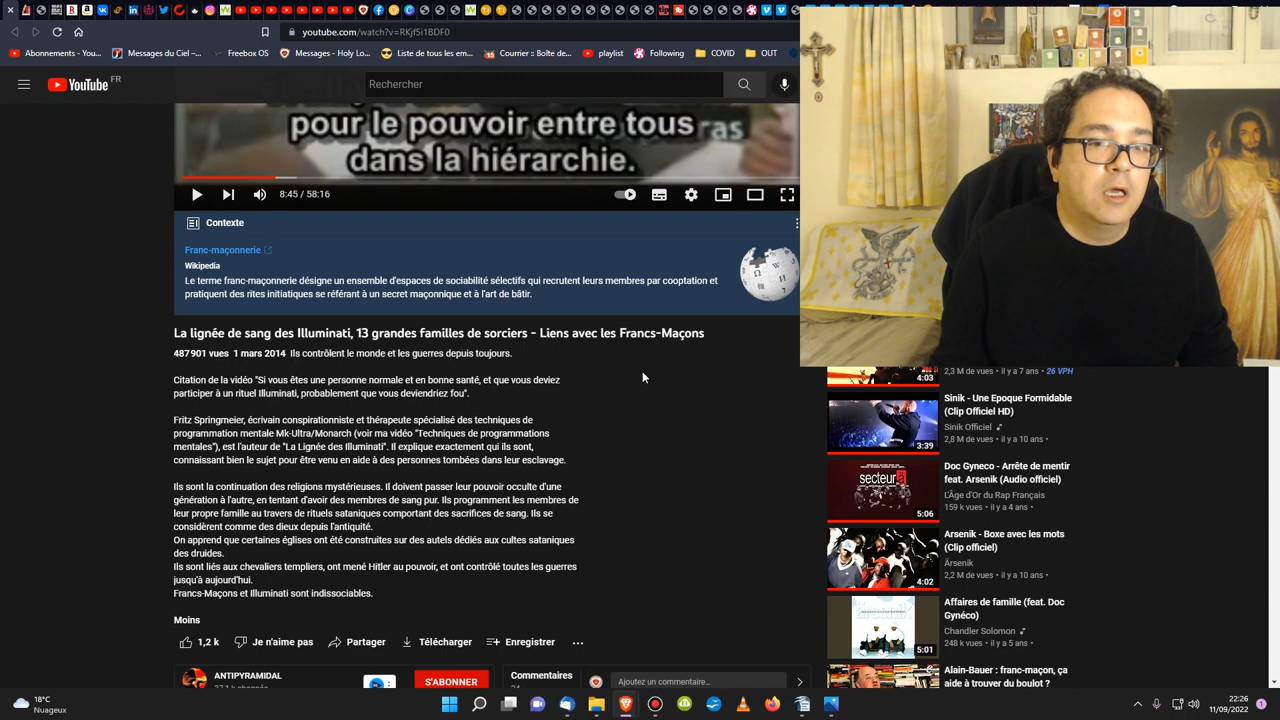 youtube.com/watch?v=RKjf5i1BDF0
Abonnements - You...
Messages du Ciel –...
Freebox OS
Messages - Holy Lo...
Courrier :: Boîte de...
playlist
Following
COVID
OUT
YouTube FR
Rechercher
pour le pouvoir entre tous
dans la hiérarchie.
8:45 / 58:16
Contexte
Franc-maçonnerie
Wikipedia
Le terme franc-maçonnerie désigne un ensemble d'espaces de sociabilité sélectifs qui recrutent leurs membres par cooptation et
pratiquent des rites initiatiques se référant à un secret maçonnique et à l'art de bâtir.
La lignée de sang des Illuminati, 13 grandes familles de sorciers - Liens avec les Francs-Maçons
487 901 vues 1 mars 2014 Ils contrôlent le monde et les guerres depuis toujours.
Citation de la vidéo "Si vous êtes une personne normale et en bonne santé, et que vous deviez
participer à un rituel Illuminati, probablement que vous deviendriez fou".
Fritz Springmeier, écrivain conspirationniste et thérapeute spécialisé des techniques de
programmation mentale Mk-Ultra/Monarch (voir ma vidéo "Techniques de programmations
mentales"), est l'auteur de "La Lignée des Illuminati". Il explique exactement qui ils sont,
connaissant bien le sujet pour être venu en aide à des personnes tombées dans leur esclavage.
Ils sont la continuation des religions mystérieuses. Il doivent passer leur pouvoir occulte d'une
génération à l'autre, en tentant d'avoir des membres de sang pur. Ils programment les membres de
leur propre famille au travers de rituels sataniques comportant des sacrifices de sang. Ils se
considèrent comme des dieux depuis l'antiquité.
On apprend que certaines églises ont été construites sur des autels dédiés aux cultes sataniques
des druides.
Ils sont liés aux chevaliers templiers, ont mené Hitler au pouvoir, et ont contrôlé toutes les guerres
jusqu'à aujourd'hui.
Francs-Maçons et Illuminati sont indissociables.
Moins
1,2 k Je n'aime pas Partager Télécharger Enregistrer
ANTIPYRAMIDAL
S'ABONNER
Commentaires
Ajoutez un commentaire...
4:03
2,3 M de vues • il y a 7 ans • 26 VPH
3:39
Sinik - Une Epoque Formidable
(Clip Officiel HD)
Sinik Officiel
2,8 M de vues • il y a 10 ans •
secteur
5:06
Doc Gyneco - Arrête de mentir
feat. Arsenik (Audio officiel)
L'Âge d'Or du Rap Français
159 k vues • il y a 4 ans •
4:02
Arsenik - Boxe avec les mots
(Clip officiel)
Ärsenik
2,2 M de vues • il y a 10 ans •
5:01
Affaires de famille (feat. Doc
Gynéco)
Chandler Solomon
248 k vues • il y a 5 ans •
Alain-Bauer : franc-maçon, ça
aide à trouver du boulot ?
18°C
Nuageux
22:26
11/09/2022
1